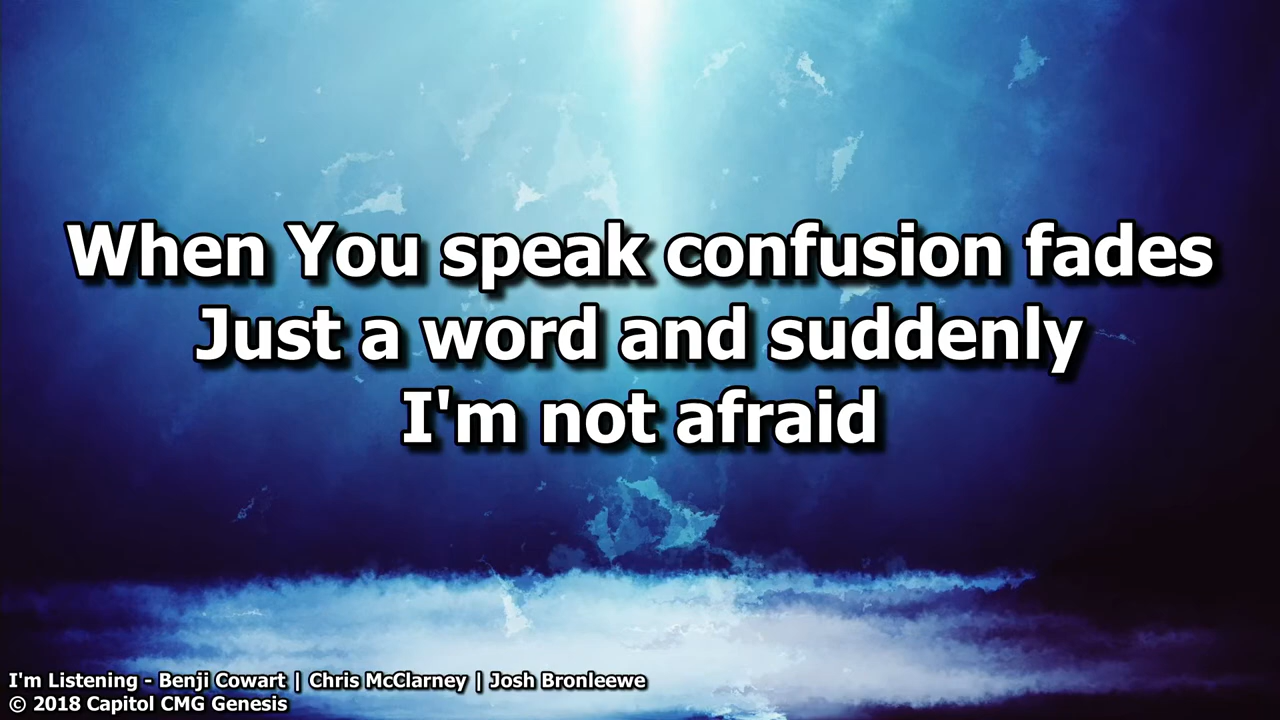 When You speak confusion fades
Just a word and suddenly
I'm not afraid
I'm Listening - Benji Cowart | Chris McClarney | Josh Bronleewe
© 2018 Capitol CMG Genesis